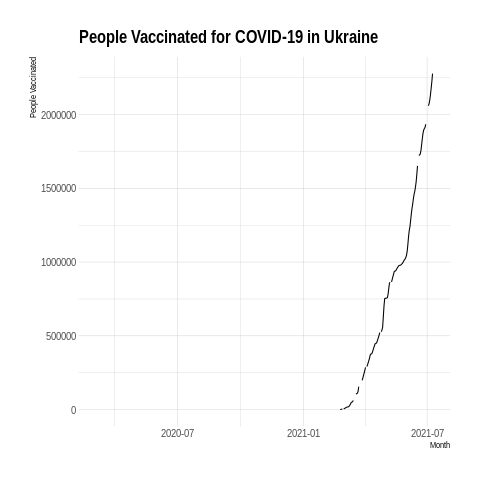 People Vaccinated for COVID-19 in Ukraine
People Vaccinated
2000000
1500000
1000000
500000
0
2020-07
2021-01
2021-07
Month